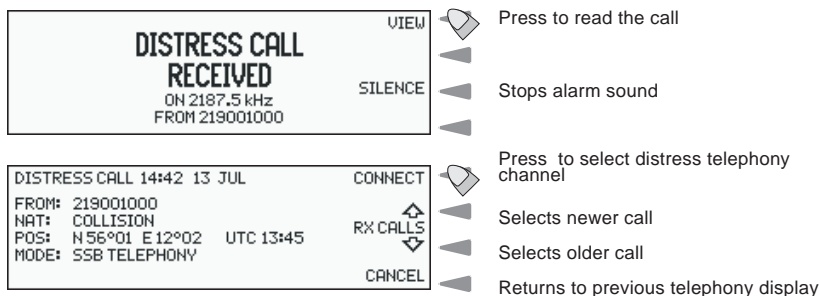 VIEW
Press to read the call
DISTRESS CALL
RECEIVED
ON 2187.5 kHz
FROM 219001000
SILENCE
Stops alarm sound
DISTRESS CALL 14:42 13 JUL
CONNECT
Press to select distress telephony
channel
FROM: 219001000
NAT: COLLISION
POS: N 56°01 E 12°02 UTC 13:45
MODE: SSB TELEPHONY
RX CALLS
Selects newer call
Selects older call
CANCEL
Returns to previous telephony display